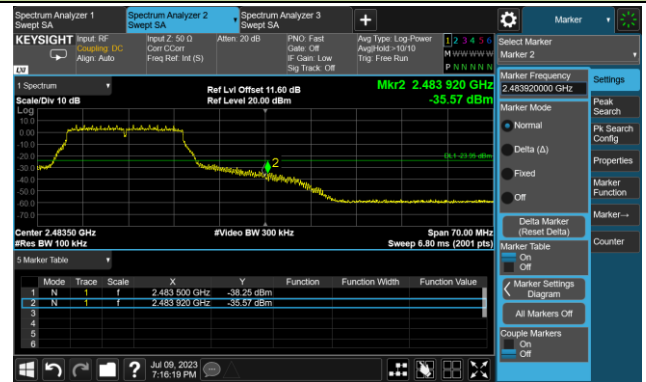 Spectrum Analyzer 1
Swept SA
Spectrum Analyzer 2
Swept SA
Spectrum Analyzer 3
Swept SA
+
Marker
KEYSIGHT
Input: RF
Coupling: DC
Align: Auto
Input Z: 50 Ω
Corr CCorr
Freq Ref: Int (S)
Atten: 20 dB
PNO: Fast
Gate: Off
IF Gain: Low
Sig Track: Off
Avg Type: Log-Power
Avg|Hold:>10/10
Trig: Free Run
1 2 3 4 5 6
M W W W W W
P N N N N N
LXI
Select Marker
Marker 2
1 Spectrum
Scale/Div 10 dB
Ref Lvl Offset 11.60 dB
Ref Level 20.00 dBm
Mkr2 2.483 920 GHz
-35.57 dBm
Log
10.0
0.00
-10.0
-20.0
-30.0
-40.0
-50.0
-60.0
-70.0
2
Center 2.48350 GHz
#Res BW 100 kHz
#Video BW 300 kHz
Span 70.00 MHz
Sweep 6.80 ms (2001 pts)
5 Marker Table
Mode Trace Scale X Y Function Function Width Function Value
1 N 1 f 2.483 500 GHz -38.25 dBm
2 N 1 f 2.483 920 GHz -35.57 dBm
3
4
5
6
Marker Frequency
2.483920000 GHz
Marker Mode
Normal
Delta (Δ)
Fixed
Off
Delta Marker
(Reset Delta)
Marker Table
On
Off
Marker Settings
Diagram
All Markers Off
Couple Markers
On
Off
Settings
Peak
Search
Pk Search
Config
Properties
Marker
Function
Marker→
Counter
?
Jul 09, 2023
7:16:19 PM